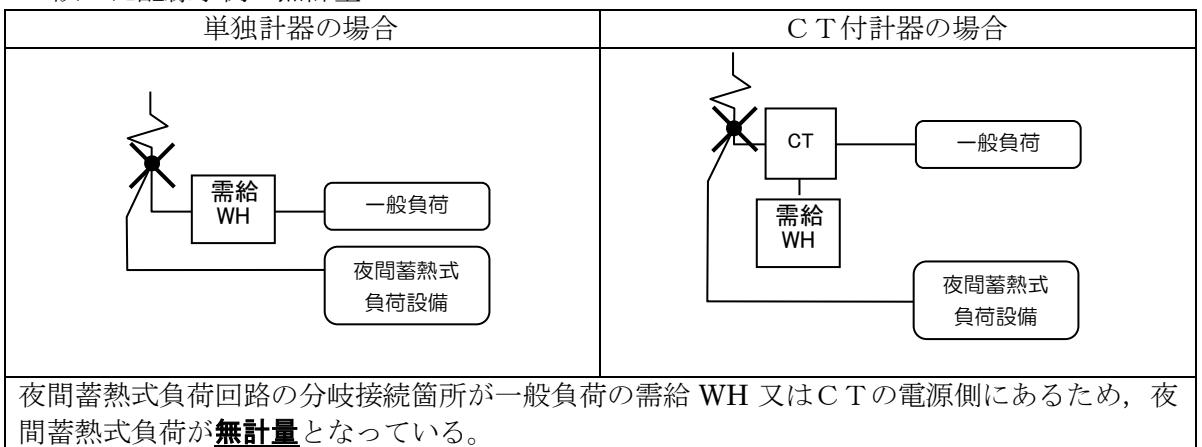 単独計器の場合
ＣＴ付計器の場合
需給
WH
一般負荷
夜間蓄熱式
負荷設備
CT
一般負荷
需給
WH
夜間蓄熱式
負荷設備
夜間蓄熱式負荷回路の分岐接続箇所が一般負荷の需給 WH 又はＣＴの電源側にあるため，夜
間蓄熱式負荷が無計量となっている。